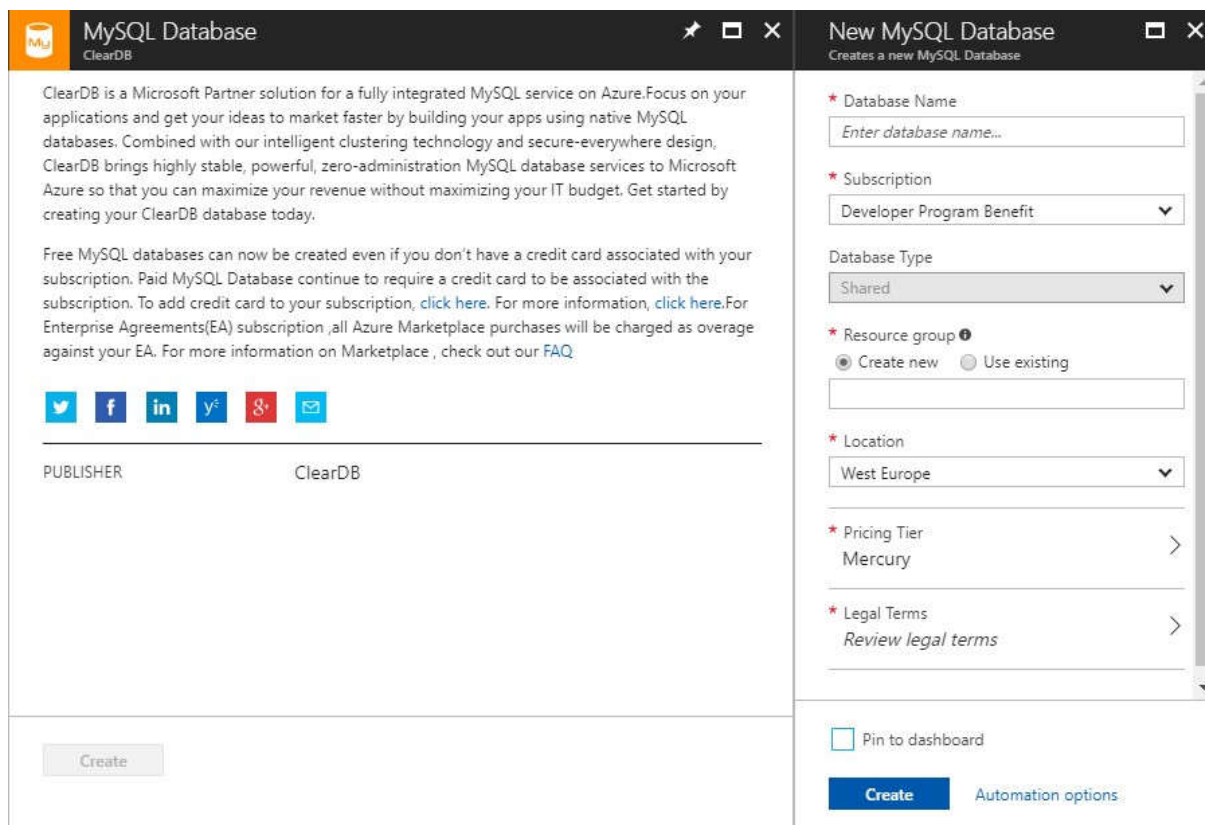 My
MySQL Database
ClearDB
ClearDB is a Microsoft Partner solution for a fully integrated MySQL service on Azure.Focus on your
applications and get your ideas to market faster by building your apps using native MySQL
databases. Combined with our intelligent clustering technology and secure-everywhere design,
ClearDB brings highly stable, powerful, zero-administration MySQL database services to Microsoft
Azure so that you can maximize your revenue without maximizing your IT budget. Get started by
creating your ClearDB database today.
Free MySQL databases can now be created even if you don't have a credit card associated with your
subscription. Paid MySQL Database continue to require a credit card to be associated with the
subscription. To add credit card to your subscription, click here. For more information, click here.For
Enterprise Agreements(EA) subscription ,all Azure Marketplace purchases will be charged as overage
against your EA. For more information on Marketplace , check out our FAQ
f in y g+
PUBLISHER ClearDB
Create
New MySQL Database
Creates a new MySQL Database
* Database Name
Enter database name...
* Subscription
Developer Program Benefit
Database Type
Shared
* Resource group
Create new Use existing
* Location
West Europe
* Pricing Tier
Mercury
* Legal Terms
Review legal terms
Pin to dashboard
Create Automation options